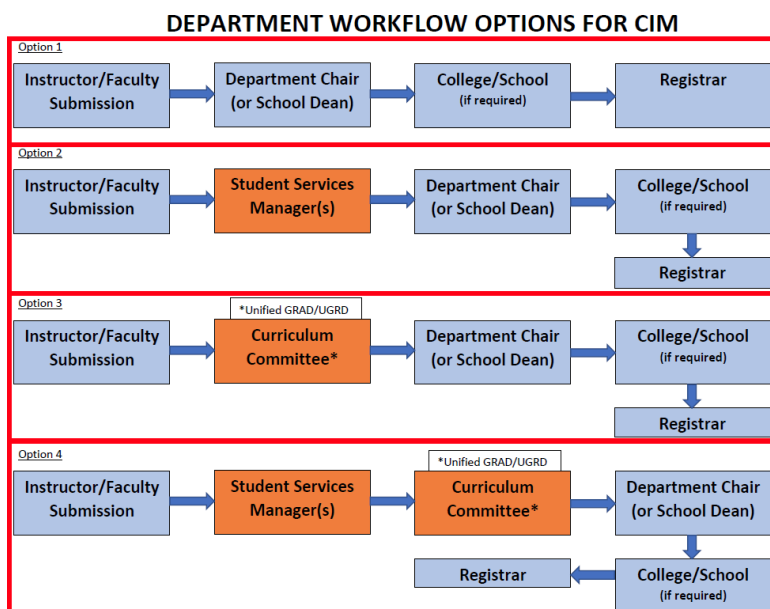 DEPARTMENT WORKFLOW OPTIONS FOR CIM
Option 1
Instructor/Faculty
Submission
Department Chair
(or School Dean)
College/School
(if required)
Registrar
Option 2
Instructor/Faculty
Submission
Student Services
Manager(s)
Department Chair
(or School Dean)
College/School
(if required)
Registrar
Option 3
*Unified GRAD/UGRD
Instructor/Faculty
Submission
Curriculum
Committee*
Department Chair
(or School Dean)
College/School
(if required)
Registrar
Option 4
*Unified GRAD/UGRD
Instructor/Faculty
Submission
Student Services
Manager(s)
Curriculum
Committee*
Department Chair
(or School Dean)
College/School
(if required)
Registrar